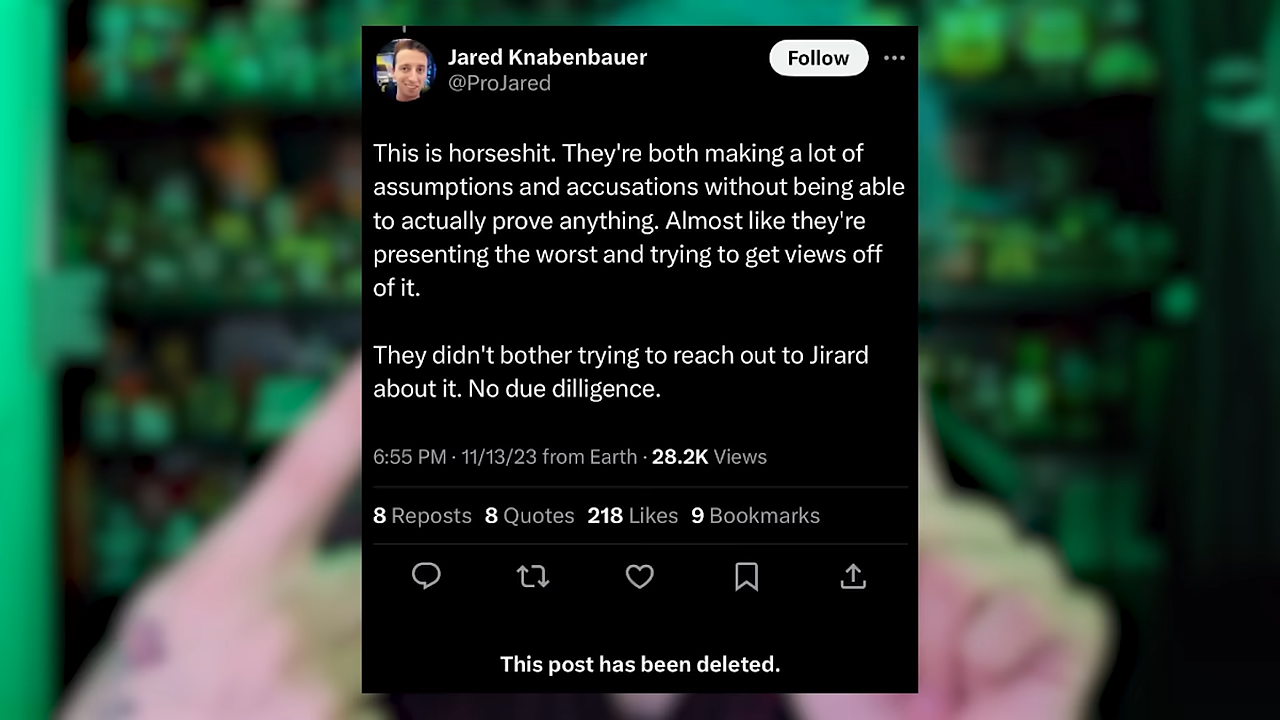 Jared Knabenbauer
@ProJared
Follow
This is horseshit. They're both making a lot of
assumptions and accusations without being able
to actually prove anything. Almost like they're
presenting the worst and trying to get views off
of it.
They didn't bother trying to reach out to Jirard
about it. No due dilligence.
6:55 PM · 11/13/23 from Earth · 28.2K Views
8 Reposts 8 Quotes 218 Likes 9 Bookmarks
This post has been deleted.